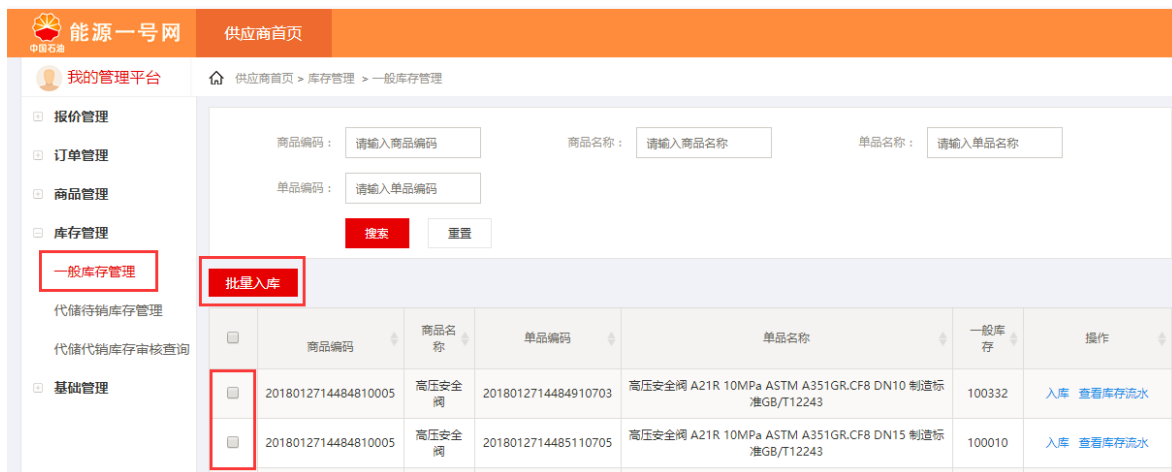 能源一号网
中国石油
供应商首页
我的管理平台
供应商首页 > 库存管理 > 一般库存管理
报价管理
订单管理
商品管理
库存管理
一般库存管理
代储待销库存管理
代储代销库存审核查询
基础管理
商品编码： 请输入商品编码 商品名称： 请输入商品名称 单品名称： 请输入单品名称
单品编码： 请输入单品编码
搜索 重置
批量入库
商品编码 商品名称 单品编码 单品名称 一般库存 操作
2018012714484810005 高压安全阀 2018012714484910703 高压安全阀 A21R 10MPa ASTM A351GR.CF8 DN10 制造标准GB/T12243 100332 入库 查看库存流水
2018012714484810005 高压安全阀 2018012714485110705 高压安全阀 A21R 10MPa ASTM A351GR.CF8 DN15 制造标准GB/T12243 100010 入库 查看库存流水